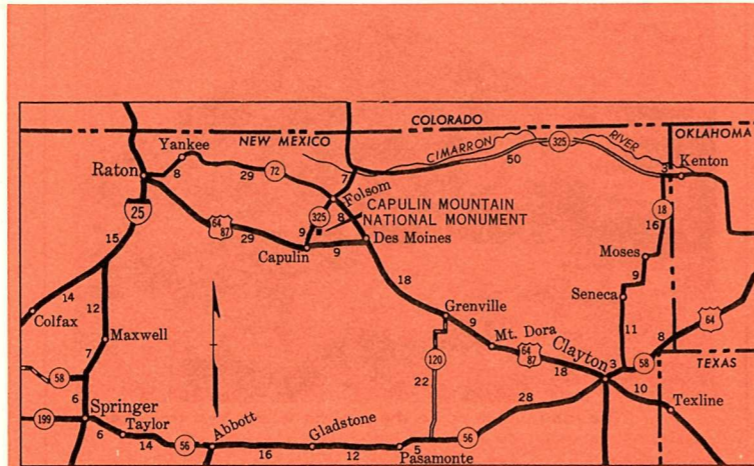 COLORADO
NEW MEXICO
OKLAHOMA
CIMARRON RIVER
325
50
3
Kenton
Yankee
Raton
8
29
72
7
Folsom
CAPULIN MOUNTAIN
NATIONAL MONUMENT
325
8
9
25
64
87
29
Capulin
9
Des Moines
18
16
Moses
9
Seneca
15
14
12
Colfax
Maxwell
18
Grenville
9
Mt. Dora
64
87
18
Clayton
11
3
58
8
64
TEXAS
10
Texline
120
22
7
58
6
199
Springer
6
Taylor
14
56
Abbott
16
Gladstone
12
Pasamonte
5
56
28